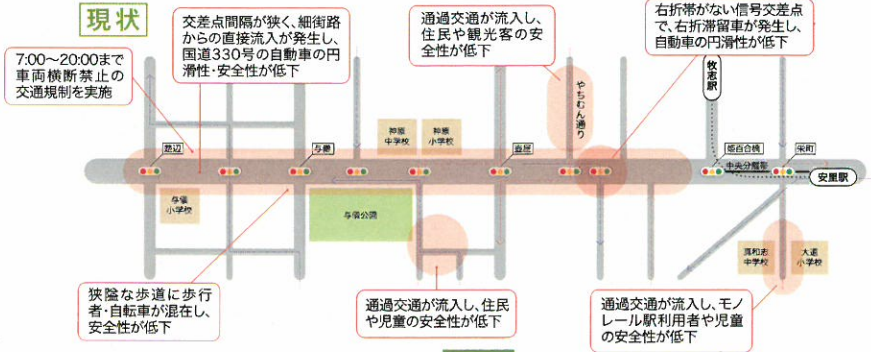 現状
7:00～20:00まで
車両横断禁止の
交通規制を実施
交差点間隔が狭く、細街路
からの直接流入が発生し、
国道330号の自動車の円
滑性・安全性が低下
通過交通が流入し、
住民や観光客の安
全性が低下
右折帯がない信号交差点
で、右折滞留車が発生し、
自動車の円滑性が低下
やちむん通り
牧志駅
神原
中学校
神原
小学校
与儀
壺屋
姫百合橋
栄町
中央分離帯
安里駅
与儀
小学校
与儀公園
真和志
中学校
大道
小学校
狭隘な歩道に歩行
者・自転車が混在し、
安全性が低下
通過交通が流入し、住民
や児童の安全性が低下
通過交通が流入し、モノ
レール駅利用者や児童
の安全性が低下